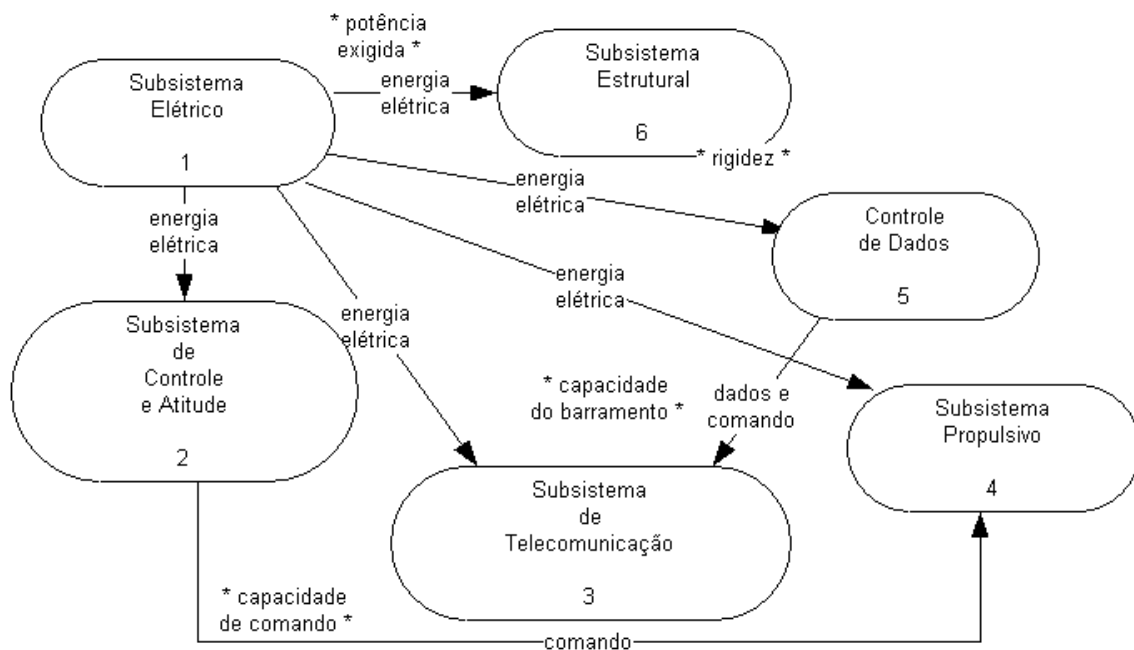 * potência
exigida *
energia
elétrica
Subsistema
Elétrico
1
Subsistema
Estrutural
6
* rigidez *
energia
elétrica
energia
elétrica
Controle
de Dados
5
energia
elétrica
energia
elétrica
Subsistema
de
Controle
e Atitude
2
* capacidade
do barramento *
dados e
comando
Subsistema
Propulsivo
4
Subsistema
de
Telecomunicação
3
* capacidade
de comando *
comando